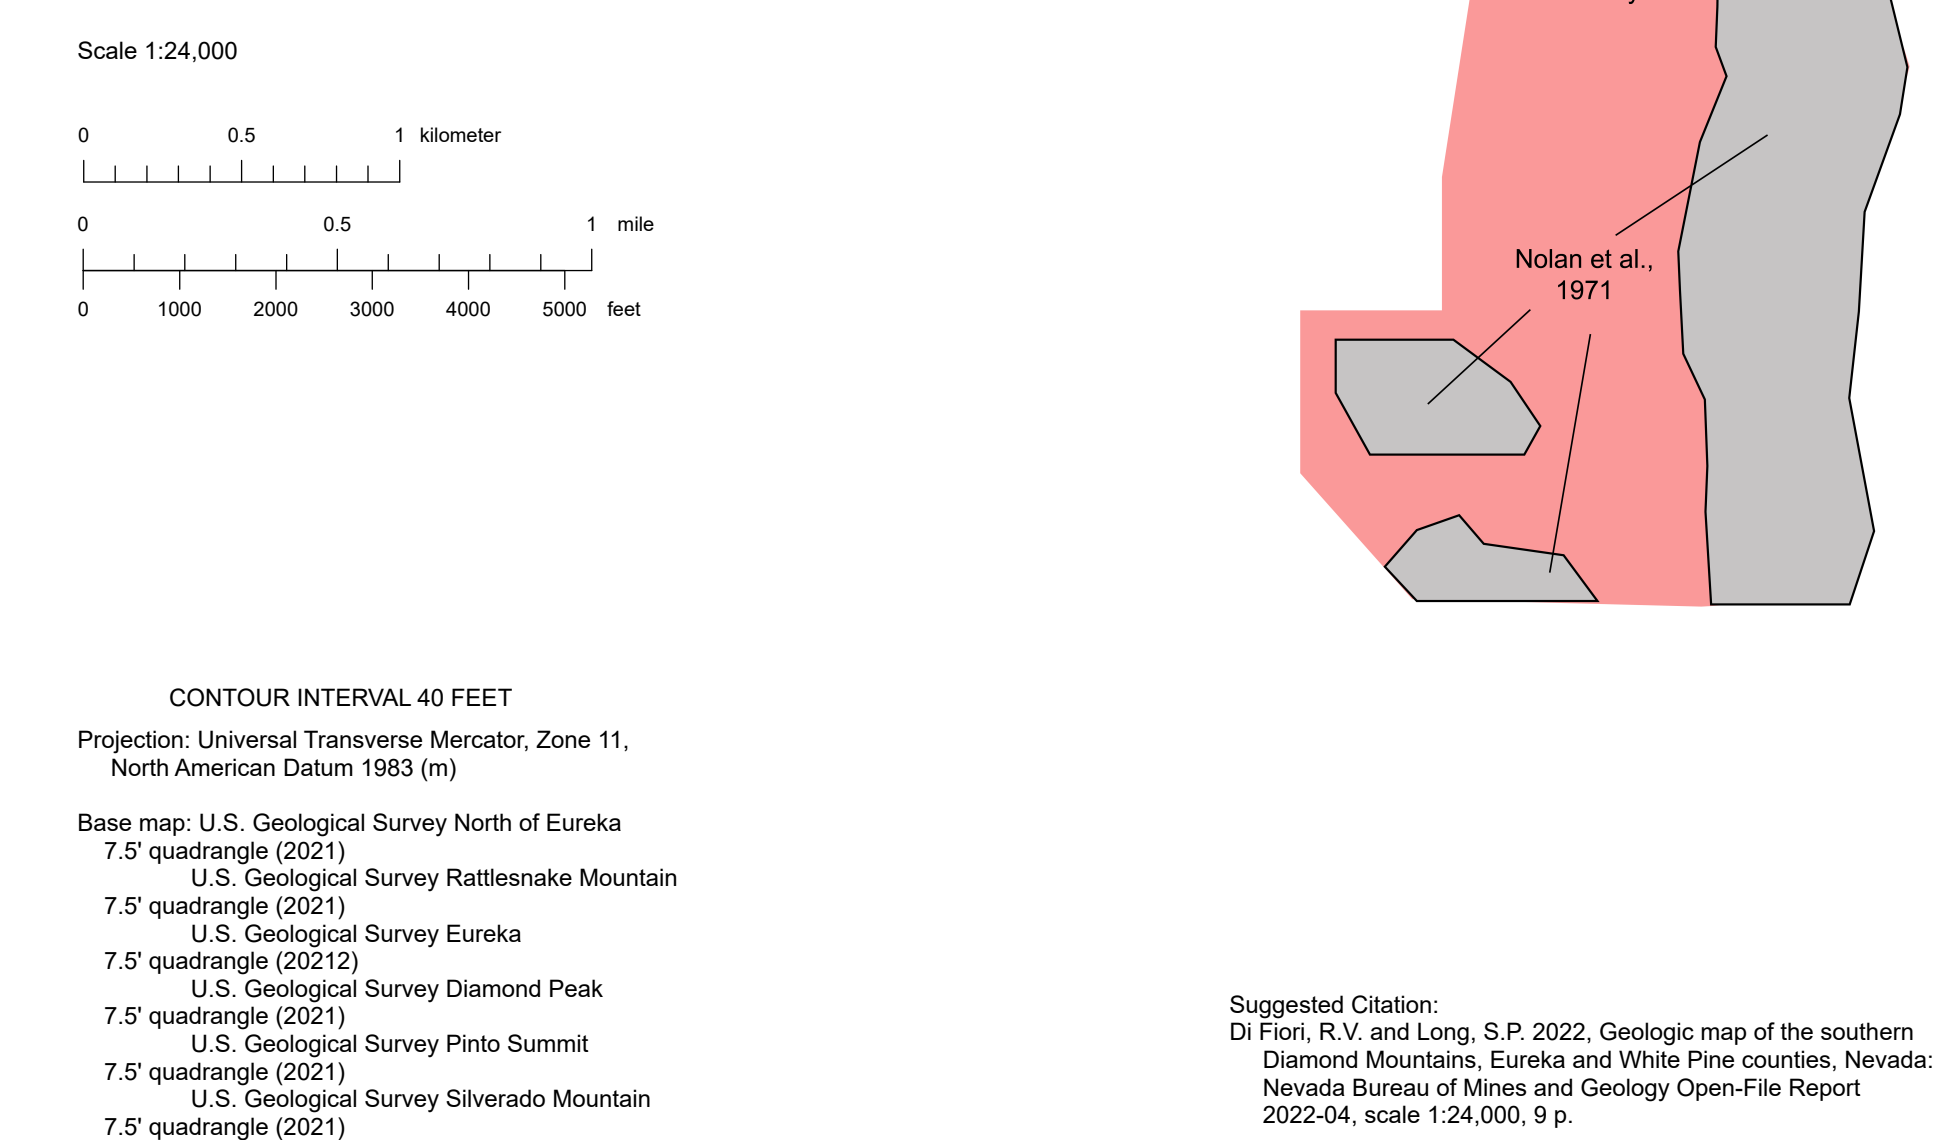 Scale 1:24,000
0 0.5 1 kilometer
0 0.5 1 mile
0 1000 2000 3000 4000 5000 feet
Nolan et al.,
1971
CONTOUR INTERVAL 40 FEET
Projection: Universal Transverse Mercator, Zone 11,
North American Datum 1983 (m)
Base map: U.S. Geological Survey North of Eureka
7.5' quadrangle (2021)
U.S. Geological Survey Rattlesnake Mountain
7.5' quadrangle (2021)
U.S. Geological Survey Eureka
7.5' quadrangle (20212)
U.S. Geological Survey Diamond Peak
7.5' quadrangle (2021)
U.S. Geological Survey Pinto Summit
7.5' quadrangle (2021)
U.S. Geological Survey Silverado Mountain
7.5' quadrangle (2021)
Suggested Citation:
Di Fiori, R.V. and Long, S.P. 2022, Geologic map of the southern
Diamond Mountains, Eureka and White Pine counties, Nevada:
Nevada Bureau of Mines and Geology Open-File Report
2022-04, scale 1:24,000, 9 p.